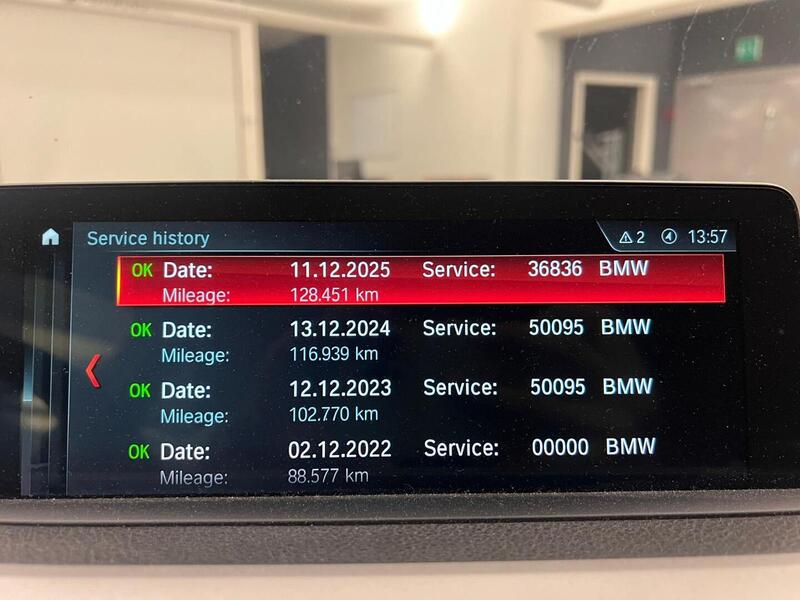 Service history 2 13:57
OK Date: 11.12.2025 Service: 36836 BMW
Mileage: 128.451 km
OK Date: 13.12.2024 Service: 50095 BMW
Mileage: 116.939 km
OK Date: 12.12.2023 Service: 50095 BMW
Mileage: 102.770 km
OK Date: 02.12.2022 Service: 00000 BMW
Mileage: 88.577 km